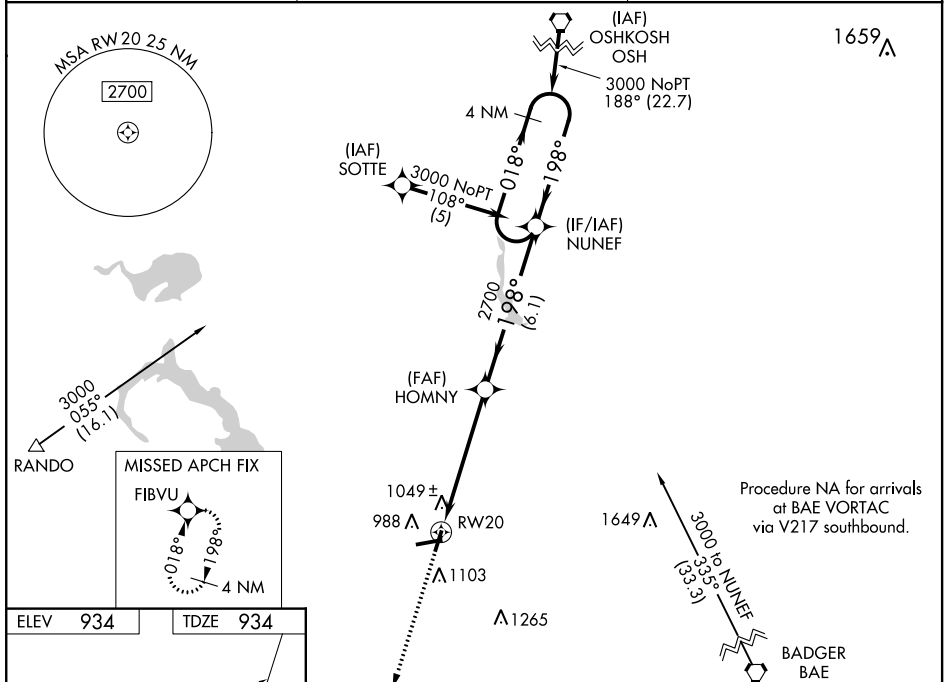 MSA RW20 25 NM
2700
(IAF)
OSHKOSH
OSH
3000 NoPT
188° (22.7)
1659
4 NM
018°
198°
(IAF)
SOTTE
3000 NoPT
108°
(5)
(IF/IAF)
NUNEF
2700
198°
(6.1)
(FAF)
HOMNY
3000
055°
(16.1)
RANDO
MISSED APCH FIX
FIBVU
018°
198°
4 NM
1049±
988
RW20
1103
1265
1649
Procedure NA for arrivals
at BAE VORTAC
via V217 southbound.
3000 to NUNEF
335°
(33.3)
BADGER
BAE
ELEV 934
TDZE 934